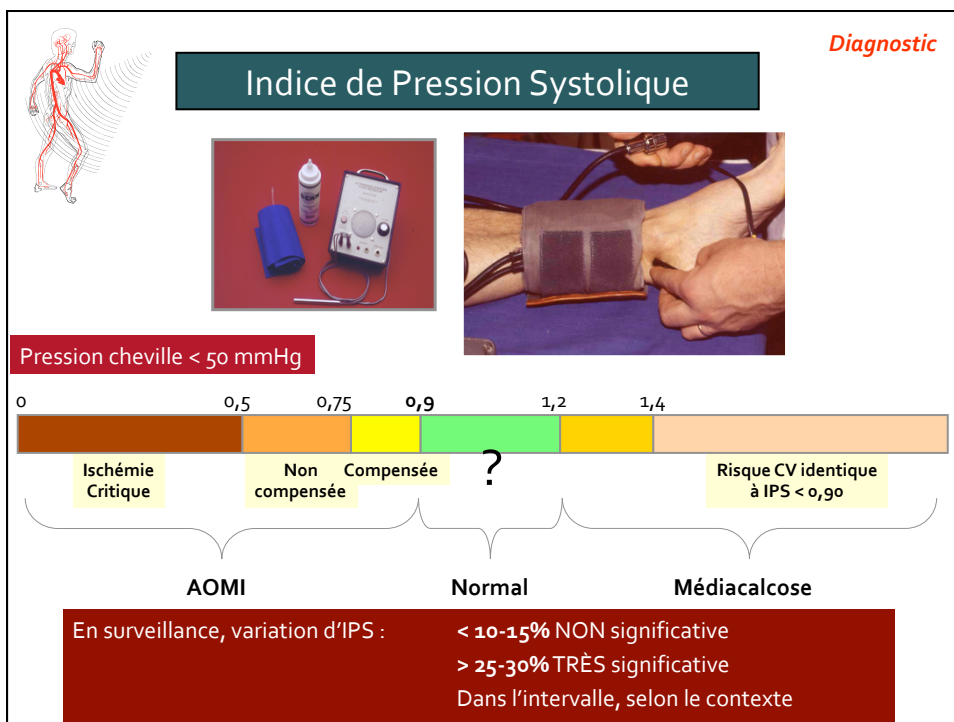 Diagnostic
Indice de Pression Systolique
Pression cheville < 50 mmHg
0 0,5 0,75 0,9 1,2 1,4
Ischémie
Critique
Non
compensée
Compensée
?
Risque CV identique
à IPS < 0,90
AOMI Normal Médiacalcose
En surveillance, variation d’IPS : < 10-15% NON significative
> 25-30% TRÈS significative
Dans l’intervalle, selon le contexte